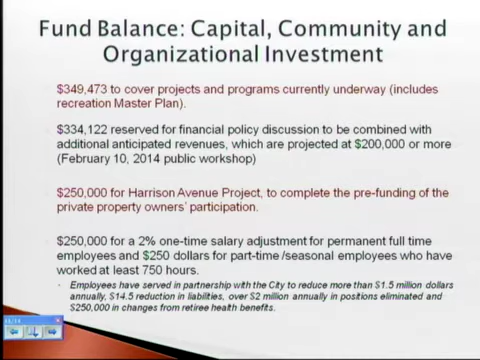 Fund Balance: Capital, Community and
Organizational Investment
$349,473 to cover projects and programs currently underway (includes
recreation Master Plan).
$334,122 reserved for financial policy discussion to be combined with
additional anticipated revenues, which are projected at $200,000 or more
(February 10, 2014 public workshop)
$250,000 for Harrison Avenue Project, to complete the pre-funding of the
private property owners' participation.
$250,000 for a 2% one-time salary adjustment for permanent full time
employees and $250 dollars for part-time /seasonal employees who have
worked at least 750 hours.
Employees have served in partnership with the City to reduce more than $1.5 million dollars
annually, $14.5 reduction in liabilities, over $2 million annually in positions eliminated and
$250,000 in changes from retiree health benefits.